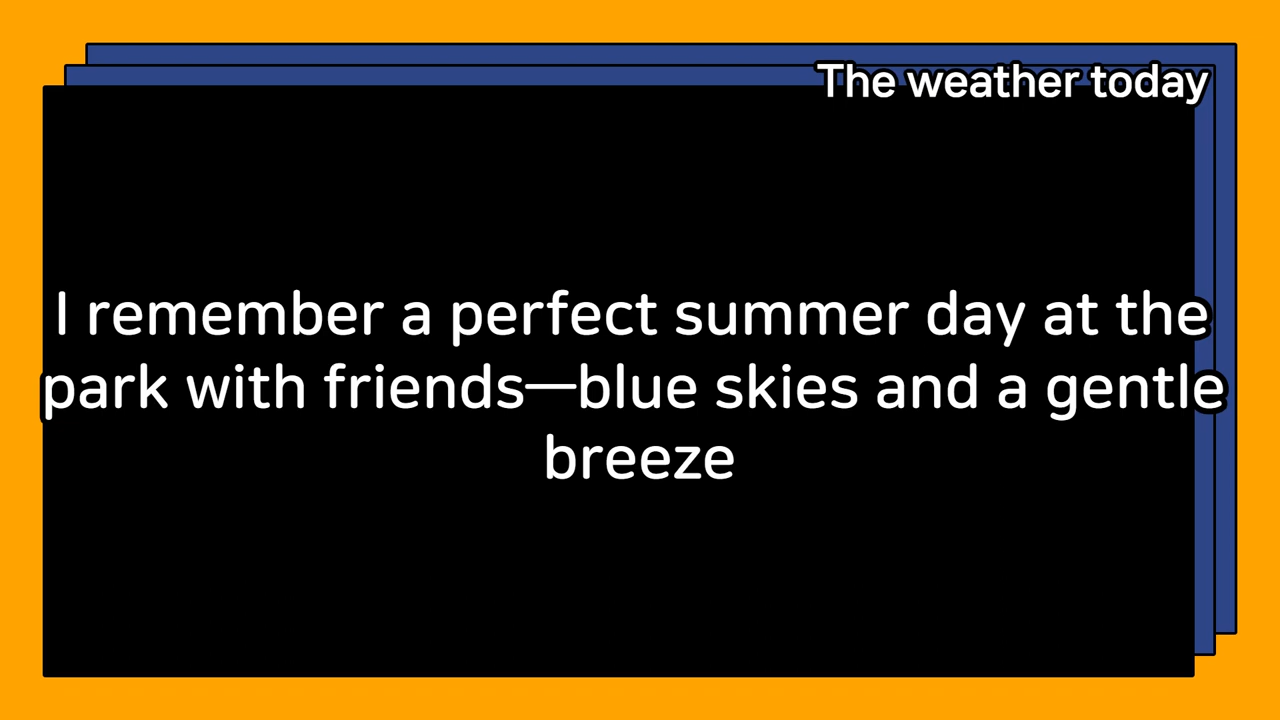 The weather today
I remember a perfect summer day at the
park with friends—blue skies and a gentle
breeze